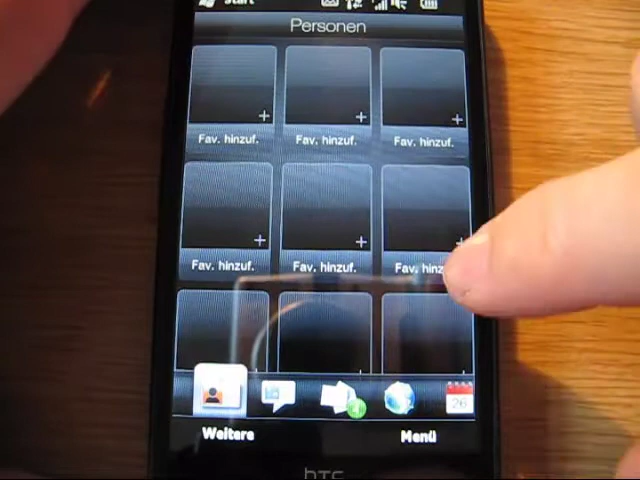 Start
Personen
Fav. hinzuf. Fav. hinzuf. Fav. hinzuf.
Fav. hinzuf. Fav. hinzuf. Fav. hinz
26
Weitere Menü
hTC